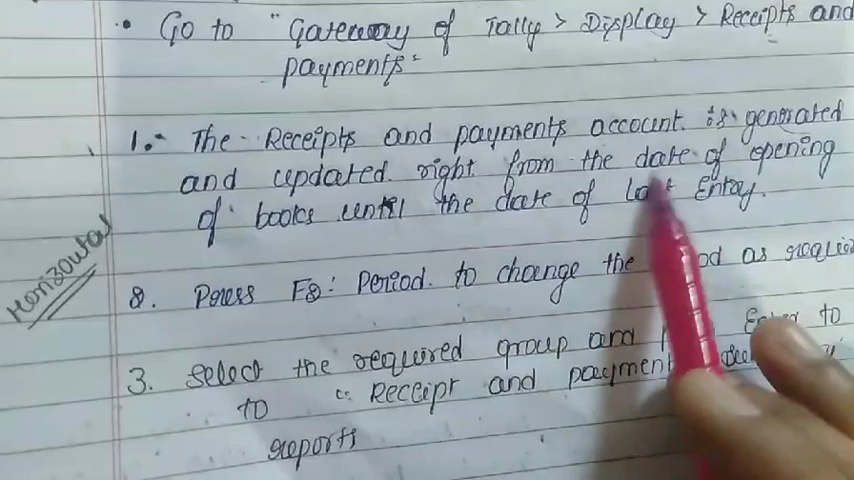 • Go to "Gateway of Tally > Display > Receipts and
payments"
1.- The Receipts and payments account is generated
and updated right from the date of opening
of books until the date of last Entry.
Horizontal
2. Press F2: Period to change the as
3. Select the required group and to
to "Receipt and payment
reports